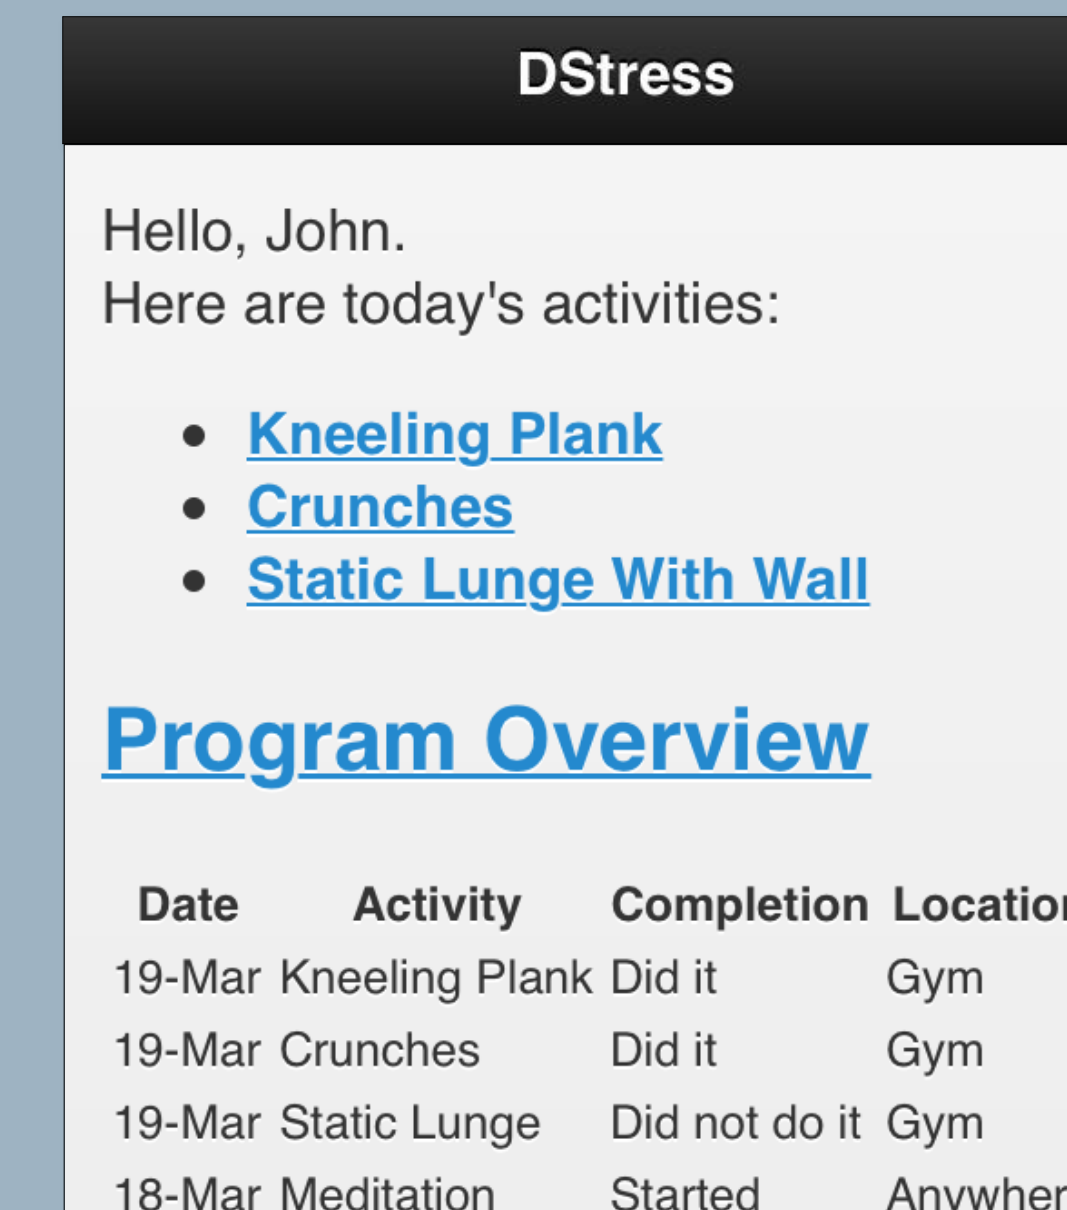 DStress
Hello, John.
Here are today's activities:
Kneeling Plank
Crunches
Static Lunge With Wall
Program Overview
Date Activity Completion
19-Mar Kneeling Plank Did it Gym
19-Mar Crunches Did it Gym
19-Mar Static Lunge Did not do it Gym
18-Mar Meditation Started